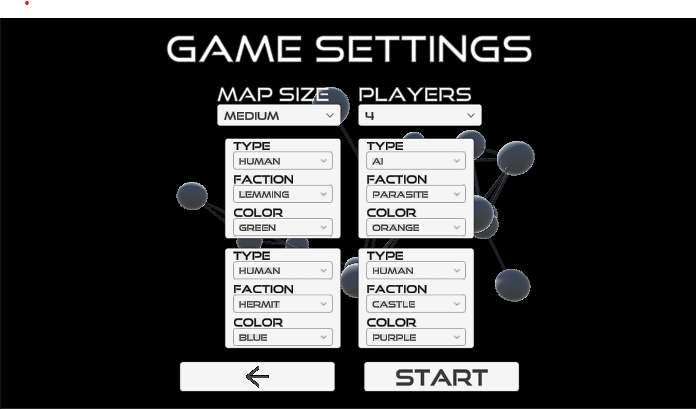 GAME SETTINGS
MAP SIZE
PLAYERS
MEDIUM
4
TYPE
HUMAN
FACTION
LEMMING
COLOR
GREEN
TYPE
AI
FACTION
PARASITE
COLOR
ORANGE
TYPE
HUMAN
FACTION
HERMIT
COLOR
BLUE
TYPE
HUMAN
FACTION
CASTLE
COLOR
PURPLE
START